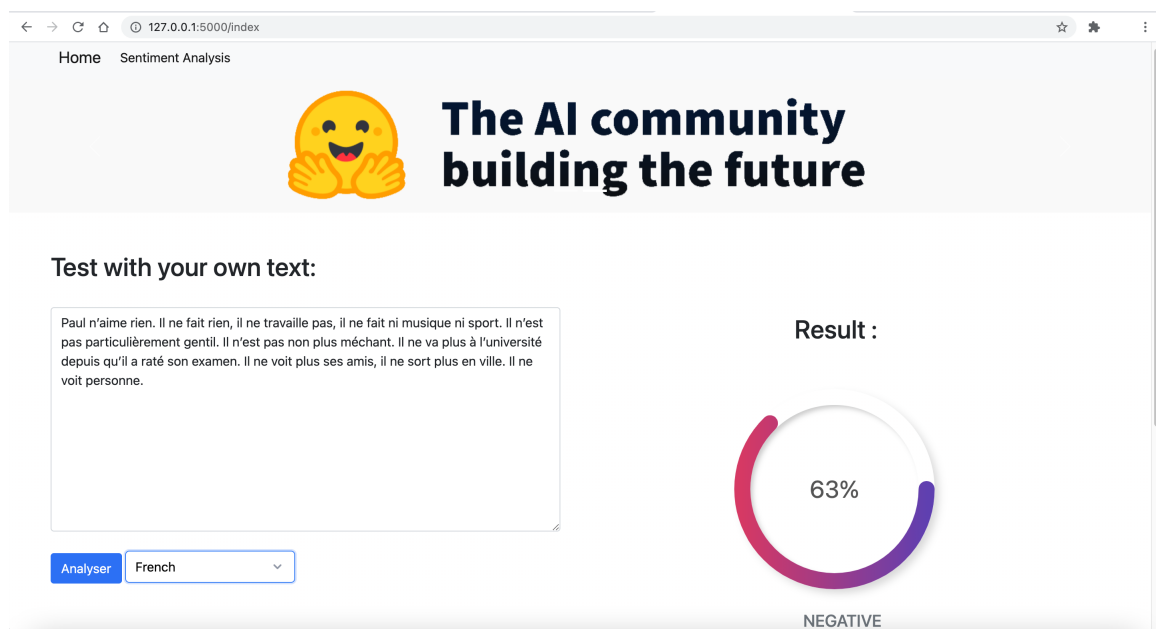 127.0.0.1:5000/index
Home Sentiment Analysis
The AI community
building the future
Test with your own text:
Paul n’aime rien. Il ne fait rien, il ne travaille pas, il ne fait ni musique ni sport. Il n’est
pas particulièrement gentil. Il n’est pas non plus méchant. Il ne va plus à l’université
depuis qu’il a raté son examen. Il ne voit plus ses amis, il ne sort plus en ville. Il ne
voit personne.
Analyser French
Result :
63%
NEGATIVE